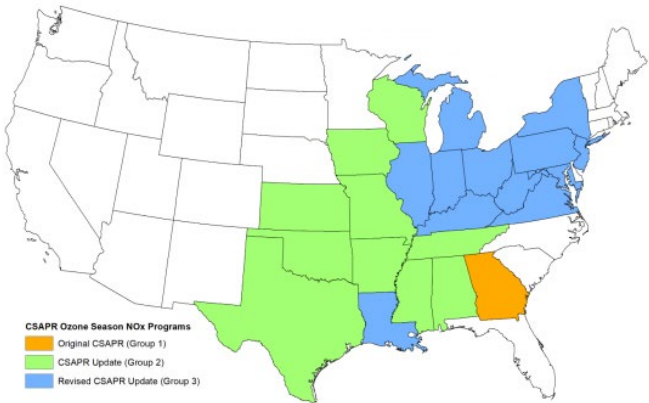 CSAPR Ozone Season NOx Programs
Original CSAPR (Group 1)
CSAPR Update (Group 2)
Revised CSAPR Update (Group 3)